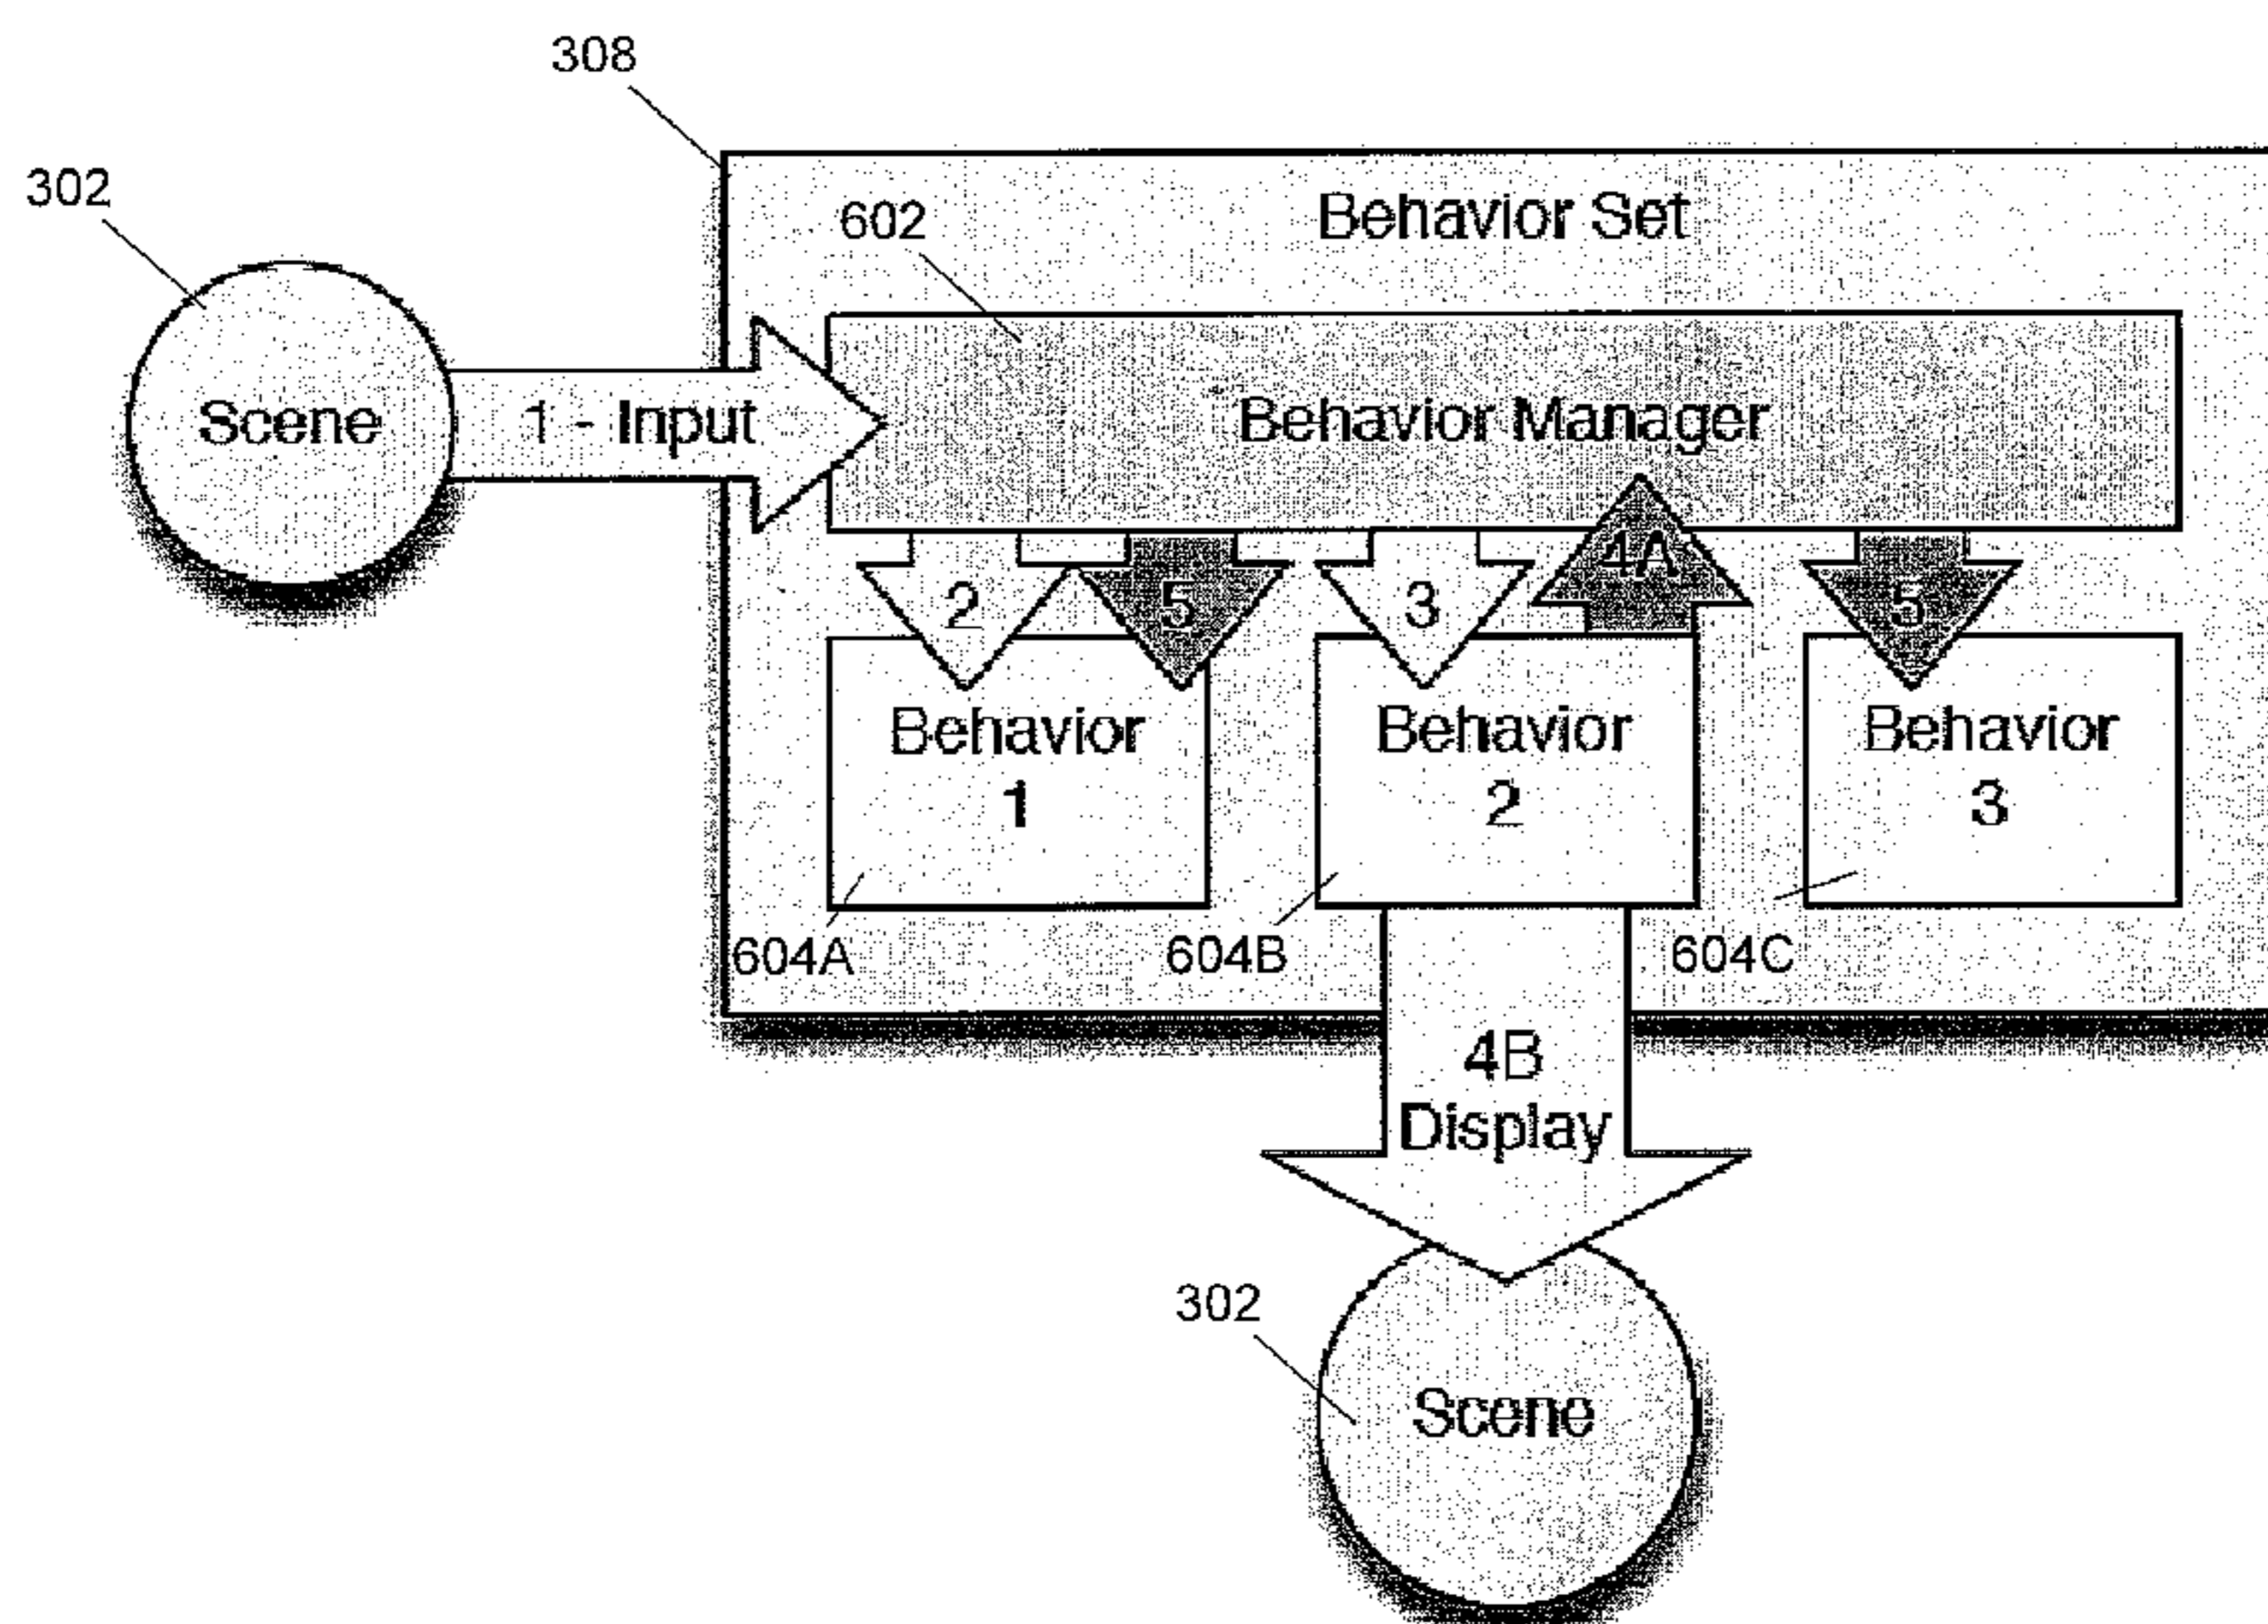 308
302
602
Behavior Set
Scene
1 - Input
Behavior Manager
2
5
3
4A
5
Behavior
1
Behavior
2
Behavior
3
604A
604B
604C
4B
Display
302
Scene